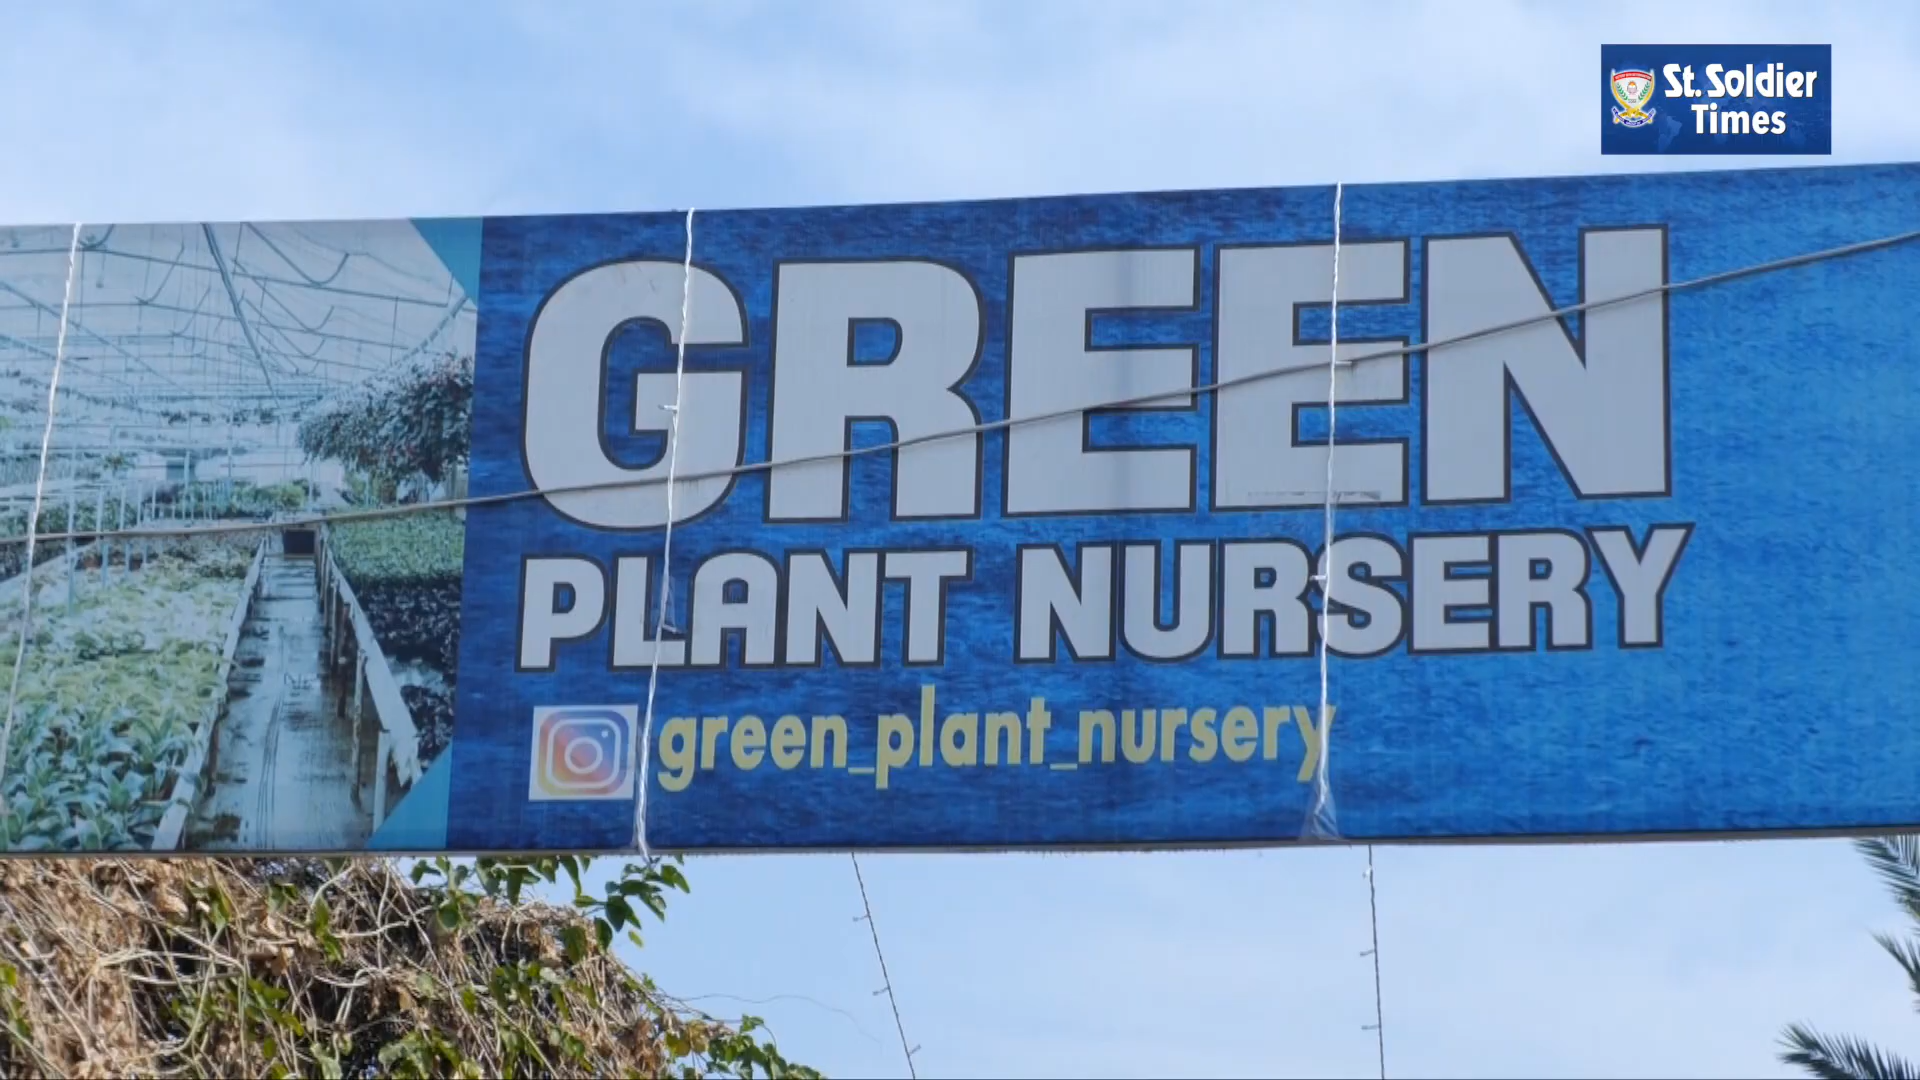 St. Soldier
Times
GREEN
PLANT NURSERY
green_plant_nursery